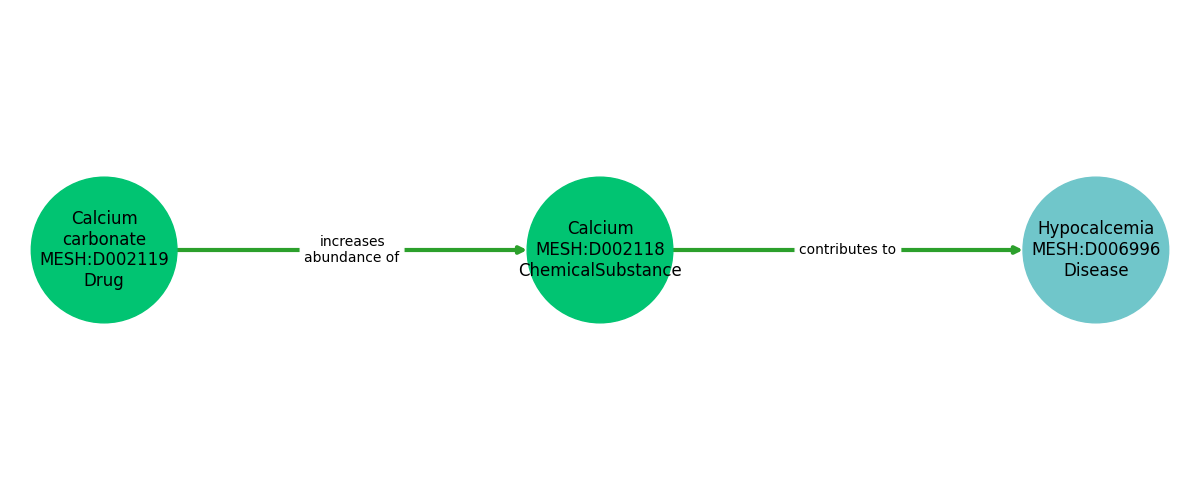 Calcium
carbonate
MESH:D002119
Drug
increases
abundance of
Calcium
MESH:D002118
ChemicalSubstance
contributes to
Hypocalcemia
MESH:D006996
Disease